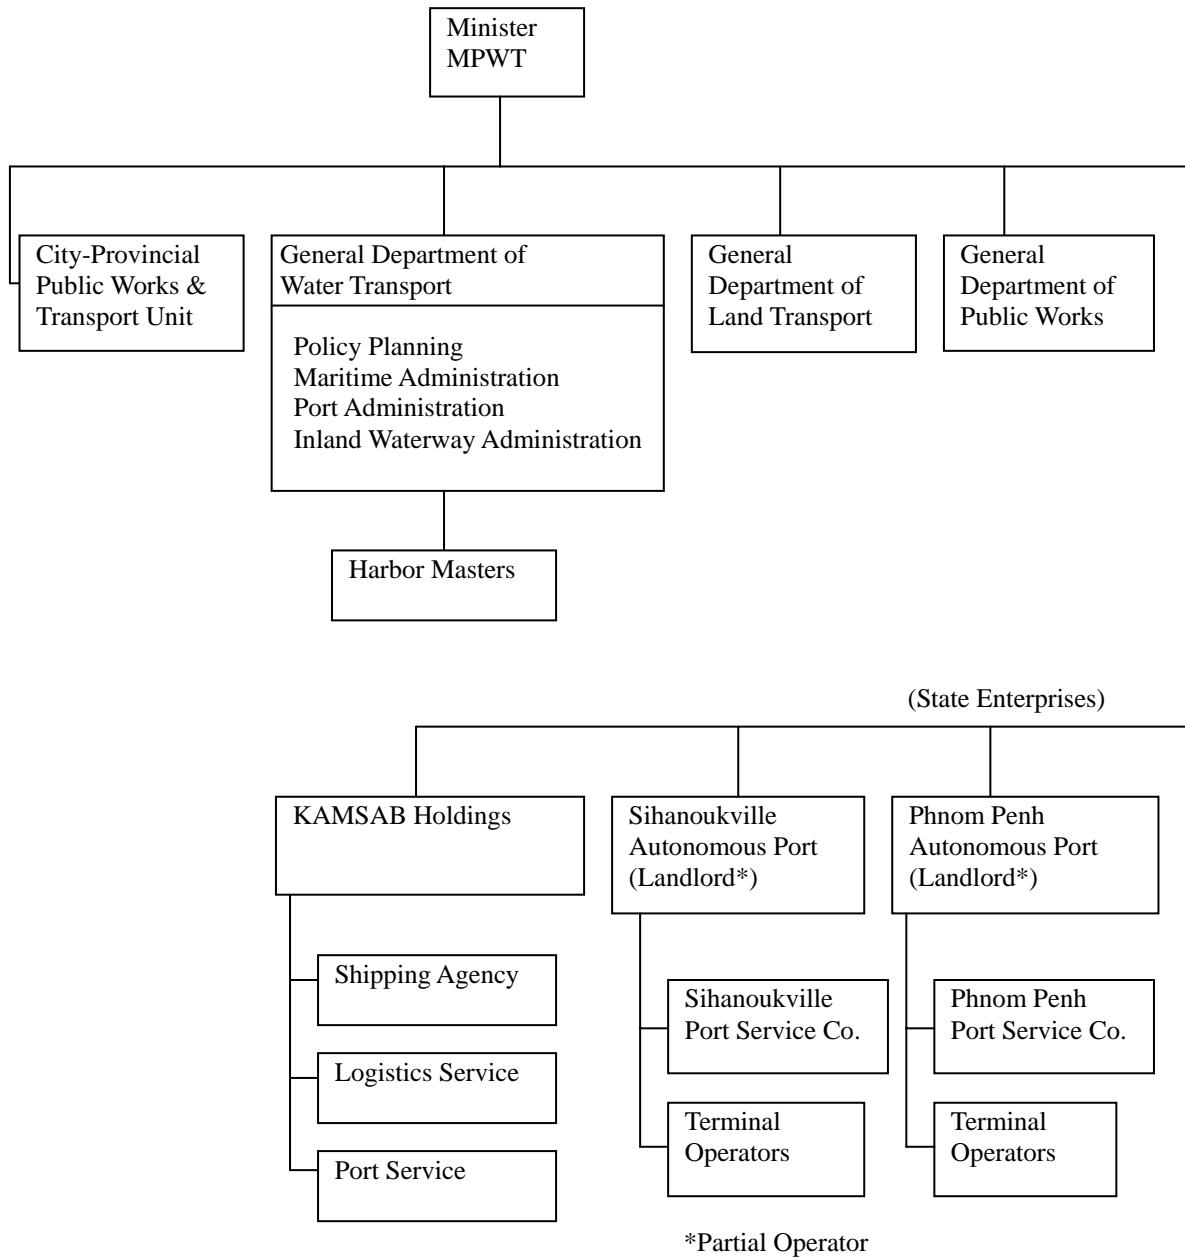 Minister
MPWT
City-Provincial
Public Works &
Transport Unit
General Department of
Water Transport
Policy Planning
Maritime Administration
Port Administration
Inland Waterway Administration
General
Department of
Land Transport
General
Department of
Public Works
Harbor Masters
(State Enterprises)
KAMSAB Holdings
Shipping Agency
Logistics Service
Port Service
Sihanoukville
Autonomous Port
(Landlord*)
Sihanoukville
Port Service Co.
Terminal
Operators
Phnom Penh
Autonomous Port
(Landlord*)
Phnom Penh
Port Service Co.
Terminal
Operators
*Partial Operator